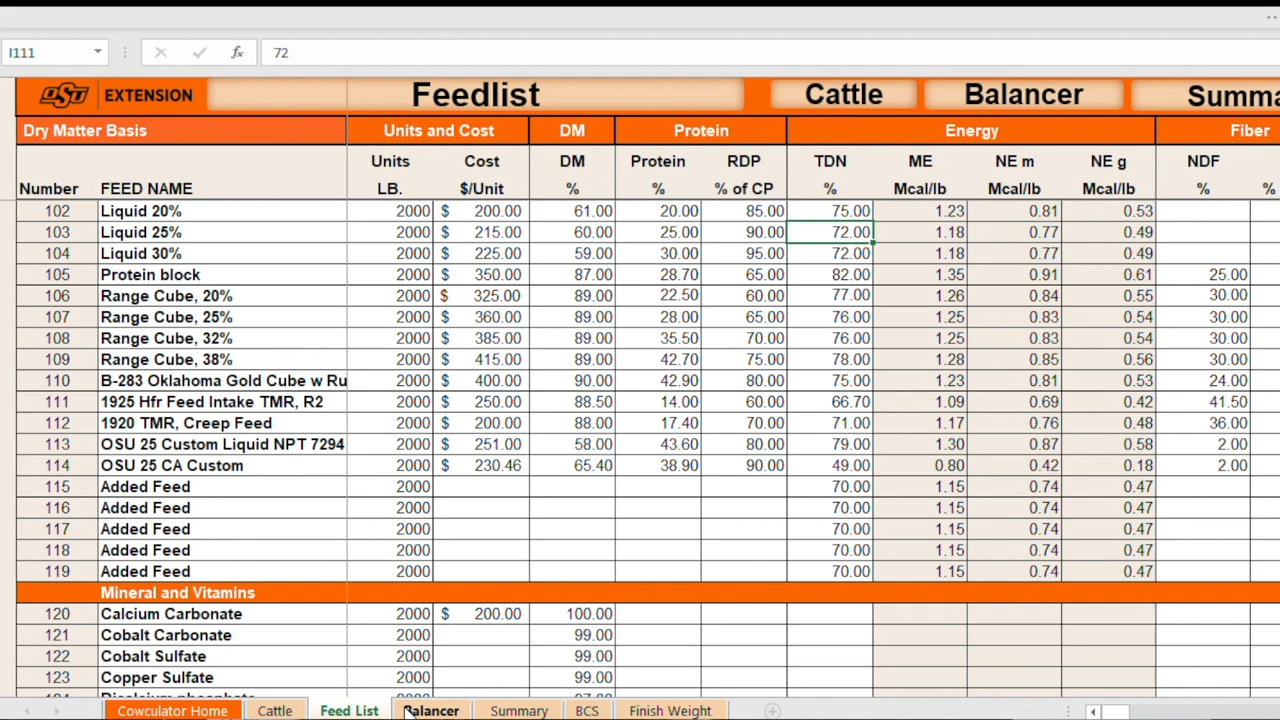 I111 fx 72
OSU EXTENSION Feedlist Cattle Balancer Summa
Dry Matter Basis Units and Cost DM Protein Energy Fiber
Units Cost DM Protein RDP TDN ME NE m NE g NDF
Number FEED NAME LB. $/Unit % % % of CP % Mcal/lb Mcal/lb Mcal/lb % %
102 Liquid 20% 2000 $ 200.00 61.00 20.00 85.00 75.00 1.23 0.81 0.53
103 Liquid 25% 2000 $ 215.00 60.00 25.00 90.00 72.00 1.18 0.77 0.49
104 Liquid 30% 2000 $ 225.00 59.00 30.00 95.00 72.00 1.18 0.77 0.49
105 Protein block 2000 $ 350.00 87.00 28.70 65.00 82.00 1.35 0.91 0.61 25.00
106 Range Cube, 20% 2000 $ 325.00 89.00 22.50 60.00 77.00 1.26 0.84 0.55 30.00
107 Range Cube, 25% 2000 $ 360.00 89.00 28.00 65.00 76.00 1.25 0.83 0.54 30.00
108 Range Cube, 32% 2000 $ 385.00 89.00 35.50 70.00 76.00 1.25 0.83 0.54 30.00
109 Range Cube, 38% 2000 $ 415.00 89.00 42.70 75.00 78.00 1.28 0.85 0.56 30.00
110 B-283 Oklahoma Gold Cube w Ru 2000 $ 400.00 90.00 42.90 80.00 75.00 1.23 0.81 0.53 24.00
111 1925 Hfr Feed Intake TMR, R2 2000 $ 250.00 88.50 14.00 60.00 66.70 1.09 0.69 0.42 41.50
112 1920 TMR, Creep Feed 2000 $ 200.00 88.00 17.40 70.00 71.00 1.17 0.76 0.48 36.00
113 OSU 25 Custom Liquid NPT 7294 2000 $ 251.00 58.00 43.60 80.00 79.00 1.30 0.87 0.58 2.00
114 OSU 25 CA Custom 2000 $ 230.46 65.40 38.90 90.00 49.00 0.80 0.42 0.18 2.00
115 Added Feed 2000 70.00 1.15 0.74 0.47
116 Added Feed 2000 70.00 1.15 0.74 0.47
117 Added Feed 2000 70.00 1.15 0.74 0.47
118 Added Feed 2000 70.00 1.15 0.74 0.47
119 Added Feed 2000 70.00 1.15 0.74 0.47
Mineral and Vitamins
120 Calcium Carbonate 2000 $ 200.00 100.00
121 Cobalt Carbonate 2000 99.00
122 Cobalt Sulfate 2000 99.00
123 Copper Sulfate 2000 99.00
Cowculator Home Cattle Feed List Balancer Summary BCS Finish Weight